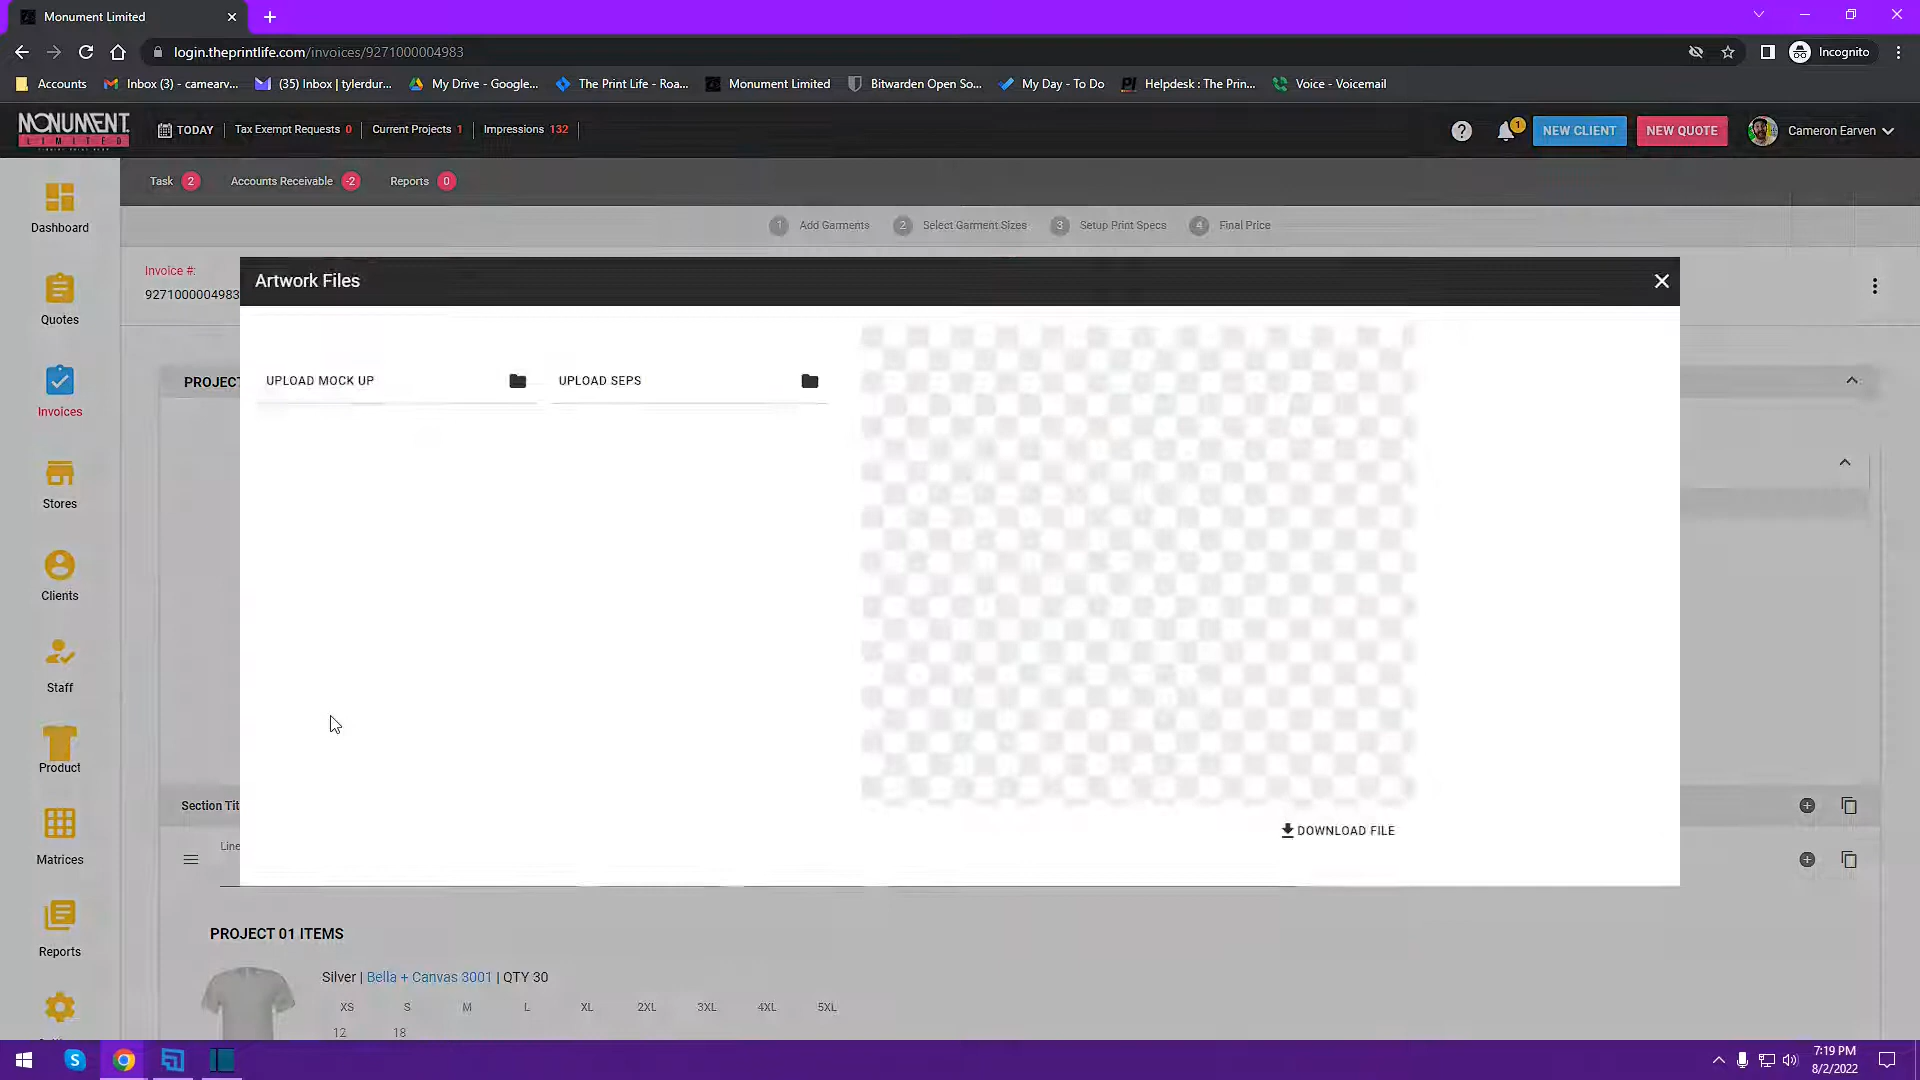 Monument Limited
login.theprintlife.com/invoices/9271000004983
Incognito
Accounts
Inbox (3) - camearv...
(35) Inbox | tylerdur...
My Drive - Google...
The Print Life - Roa...
Monument Limited
Bitwarden Open So...
My Day - To Do
Helpdesk : The Prin...
Voice - Voicemail
MONUMENT
LIMITED
TODAY
Tax Exempt Requests 0
Current Projects 1
Impressions 132
1
NEW CLIENT
NEW QUOTE
Cameron Earven
Task 2
Accounts Receivable -2
Reports 0
1 Add Garments
2 Select Garment Sizes
3 Setup Print Specs
4 Final Price
Dashboard
Quotes
Invoices
Stores
Clients
Staff
Product
Matrices
Reports
Invoice #:
9271000004983
Artwork Files
PROJECT
UPLOAD MOCK UP
UPLOAD SEPS
DOWNLOAD FILE
Section Tit
Line
PROJECT 01 ITEMS
Silver | Bella + Canvas 3001 | QTY 30
XS S M L XL 2XL 3XL 4XL 5XL
12 18
7:19 PM
8/2/2022